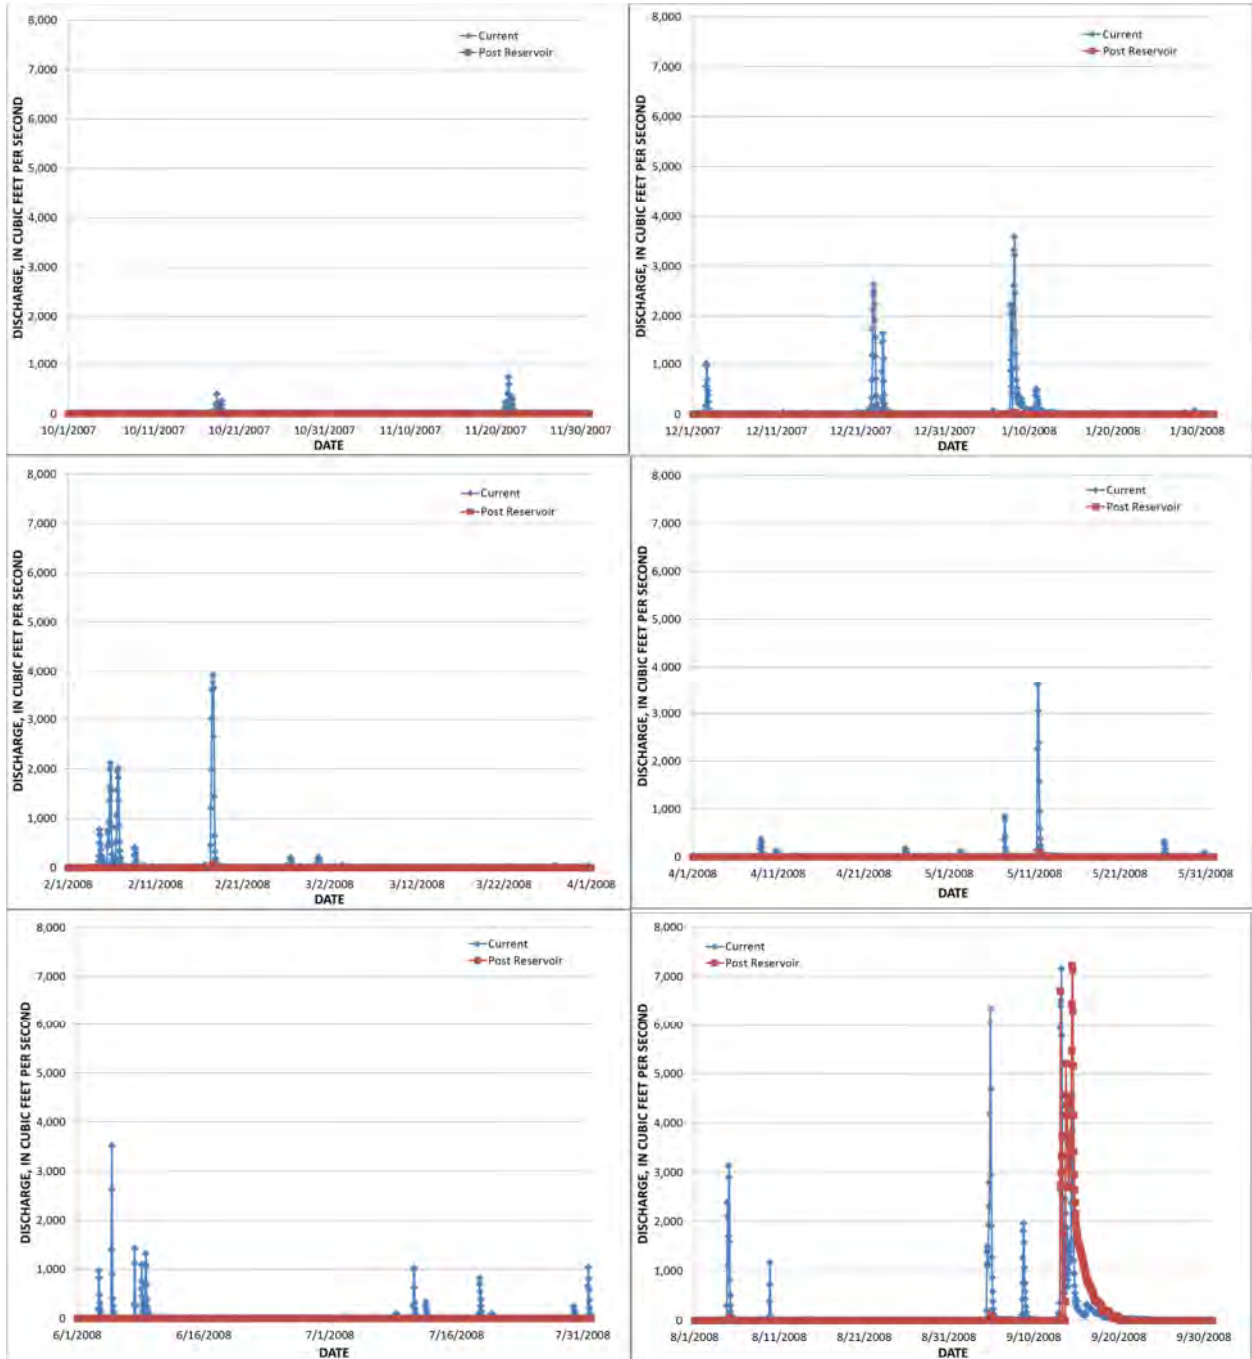 DISCHARGE, IN CUBIC FEET PER SECOND
8,000
7,000
6,000
5,000
4,000
3,000
2,000
1,000
0
Current
Post Reservoir
10/1/2007 10/11/2007 10/21/2007 10/31/2007 11/10/2007 11/20/2007 11/30/2007
DATE
DISCHARGE, IN CUBIC FEET PER SECOND
8,000
7,000
6,000
5,000
4,000
3,000
2,000
1,000
0
Current
Post Reservoir
12/1/2007 12/11/2007 12/21/2007 12/31/2007 1/10/2008 1/20/2008 1/30/2008
DATE
DISCHARGE, IN CUBIC FEET PER SECOND
8,000
7,000
6,000
5,000
4,000
3,000
2,000
1,000
0
Current
Post Reservoir
2/1/2008 2/11/2008 2/21/2008 3/2/2008 3/12/2008 3/22/2008 4/1/2008
DATE
DISCHARGE, IN CUBIC FEET PER SECOND
8,000
7,000
6,000
5,000
4,000
3,000
2,000
1,000
0
Current
Post Reservoir
4/1/2008 4/11/2008 4/21/2008 5/1/2008 5/11/2008 5/21/2008 5/31/2008
DATE
DISCHARGE, IN CUBIC FEET PER SECOND
8,000
7,000
6,000
5,000
4,000
3,000
2,000
1,000
0
Current
Post Reservoir
6/1/2008 6/16/2008 7/1/2008 7/16/2008 7/31/2008
DATE
DISCHARGE, IN CUBIC FEET PER SECOND
8,000
7,000
6,000
5,000
4,000
3,000
2,000
1,000
0
Current
Post Reservoir
8/1/2008 8/11/2008 8/21/2008 8/31/2008 9/10/2008 9/20/2008 9/30/2008
DATE